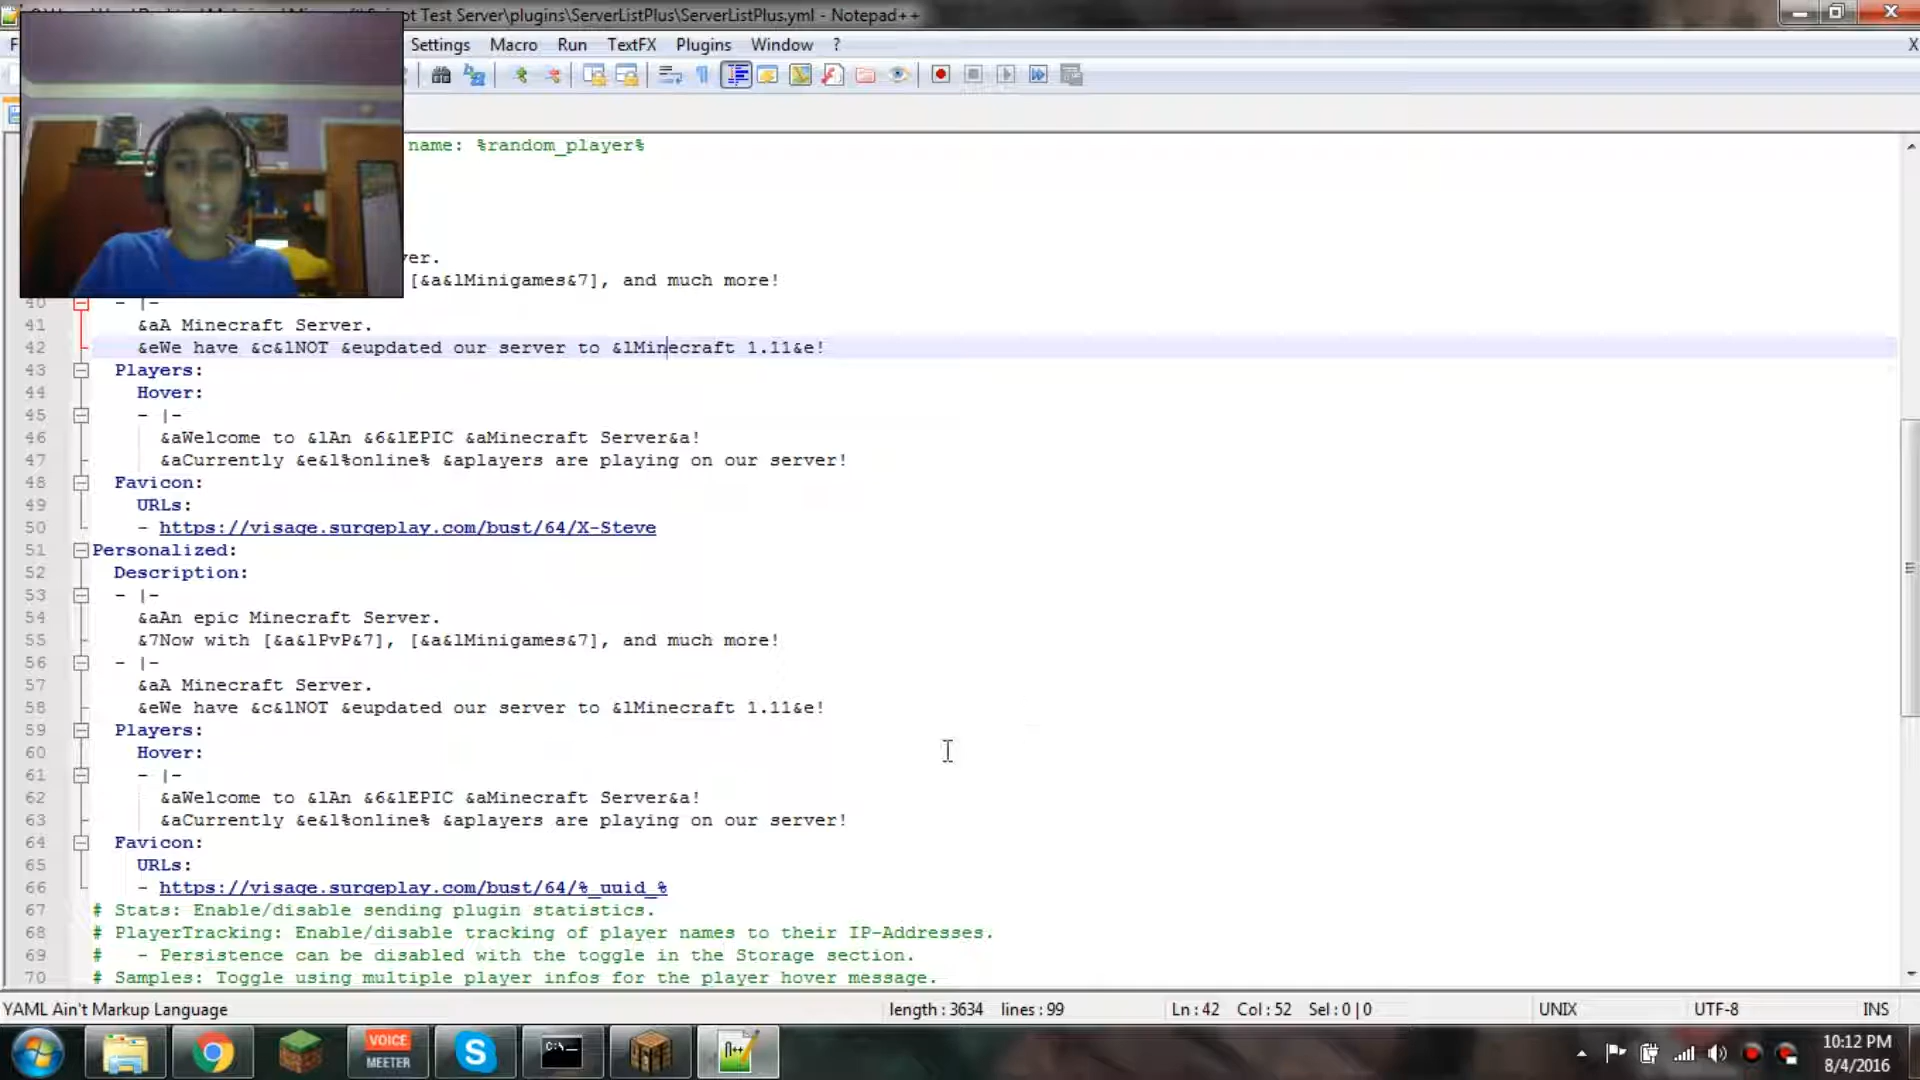 Test Server\plugins\ServerListPlus\ServerListPlus.yml - Notepad++
Settings Macro Run TextFX Plugins Window ?
X
name: %random_player%
ver.
[&a&lMinigames&7], and much more!
40 - |-
41 &aA Minecraft Server.
42 &eWe have &c&lNOT &eupdated our server to &lMinecraft 1.11&e!
43 Players:
44 Hover:
45 - |-
46 &aWelcome to &lAn &6&lEPIC &aMinecraft Server&a!
47 &aCurrently &e&l%online% &aplayers are playing on our server!
48 Favicon:
49 URLs:
50 - https://visage.surgeplay.com/bust/64/X-Steve
51 Personalized:
52 Description:
53 - |-
54 &aAn epic Minecraft Server.
55 &7Now with [&a&lPvP&7], [&a&lMinigames&7], and much more!
56 - |-
57 &aA Minecraft Server.
58 &eWe have &c&lNOT &eupdated our server to &lMinecraft 1.11&e!
59 Players:
60 Hover:
61 - |-
62 &aWelcome to &lAn &6&lEPIC &aMinecraft Server&a!
63 &aCurrently &e&l%online% &aplayers are playing on our server!
64 Favicon:
65 URLs:
66 - https://visage.surgeplay.com/bust/64/%_uuid_%
67 # Stats: Enable/disable sending plugin statistics.
68 # PlayerTracking: Enable/disable tracking of player names to their IP-Addresses.
69 # - Persistence can be disabled with the toggle in the Storage section.
70 # Samples: Toggle using multiple player infos for the player hover message.
YAML Ain't Markup Language length : 3634 lines : 99 Ln : 42 Col : 52 Sel : 0 | 0 UNIX UTF-8 INS
VOICE
MEETER
C:\
N++
10:12 PM
8/4/2016